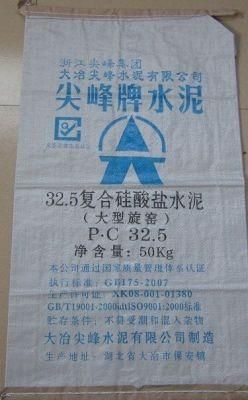 浙江尖峰集团
大冶尖峰水泥有限公司
尖峰牌水泥
32.5复合硅酸盐水泥
(大型旋窑)
P·C 32.5
净含量：50Kg
本公司通过国家质量管理体系认证
执行标准：GB175-2007
生产许可证：XK08-001-01380
GB/T19001-2000idtISO9001:2000标准
贮存条件：不得受潮和混入杂物
大冶尖峰水泥有限公司制造
生产地址：湖北省大冶市保安镇